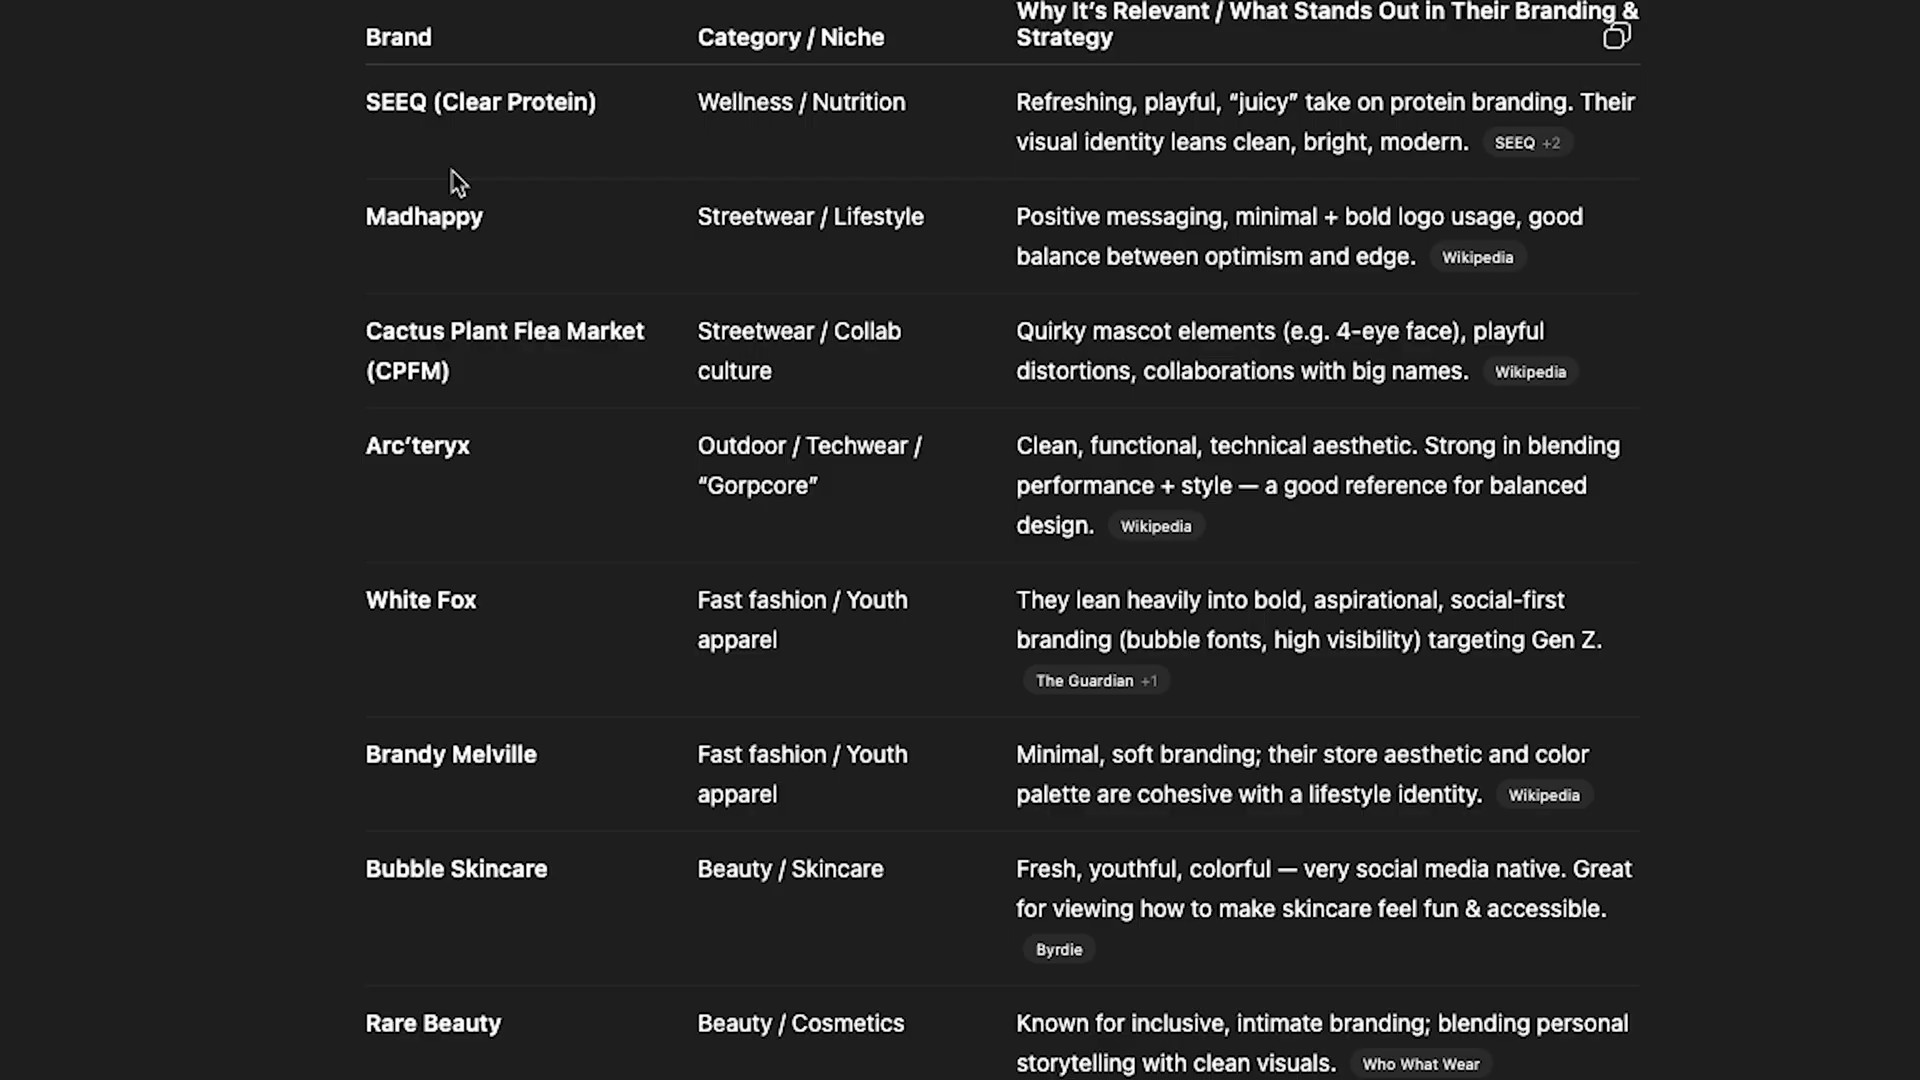 Brand
Category / Niche
Why It’s Relevant / What Stands Out in Their Branding &
Strategy
SEEQ (Clear Protein)
Wellness / Nutrition
Refreshing, playful, “juicy” take on protein branding. Their
visual identity leans clean, bright, modern. SEEQ +2
Madhappy
Streetwear / Lifestyle
Positive messaging, minimal + bold logo usage, good
balance between optimism and edge. Wikipedia
Cactus Plant Flea Market
(CPFM)
Streetwear / Collab
culture
Quirky mascot elements (e.g. 4-eye face), playful
distortions, collaborations with big names. Wikipedia
Arc’teryx
Outdoor / Techwear /
“Gorpcore”
Clean, functional, technical aesthetic. Strong in blending
performance + style — a good reference for balanced
design. Wikipedia
White Fox
Fast fashion / Youth
apparel
They lean heavily into bold, aspirational, social-first
branding (bubble fonts, high visibility) targeting Gen Z.
The Guardian +1
Brandy Melville
Fast fashion / Youth
apparel
Minimal, soft branding; their store aesthetic and color
palette are cohesive with a lifestyle identity. Wikipedia
Bubble Skincare
Beauty / Skincare
Fresh, youthful, colorful — very social media native. Great
for viewing how to make skincare feel fun & accessible.
Byrdie
Rare Beauty
Beauty / Cosmetics
Known for inclusive, intimate branding; blending personal
storytelling with clean visuals. Who What Wear